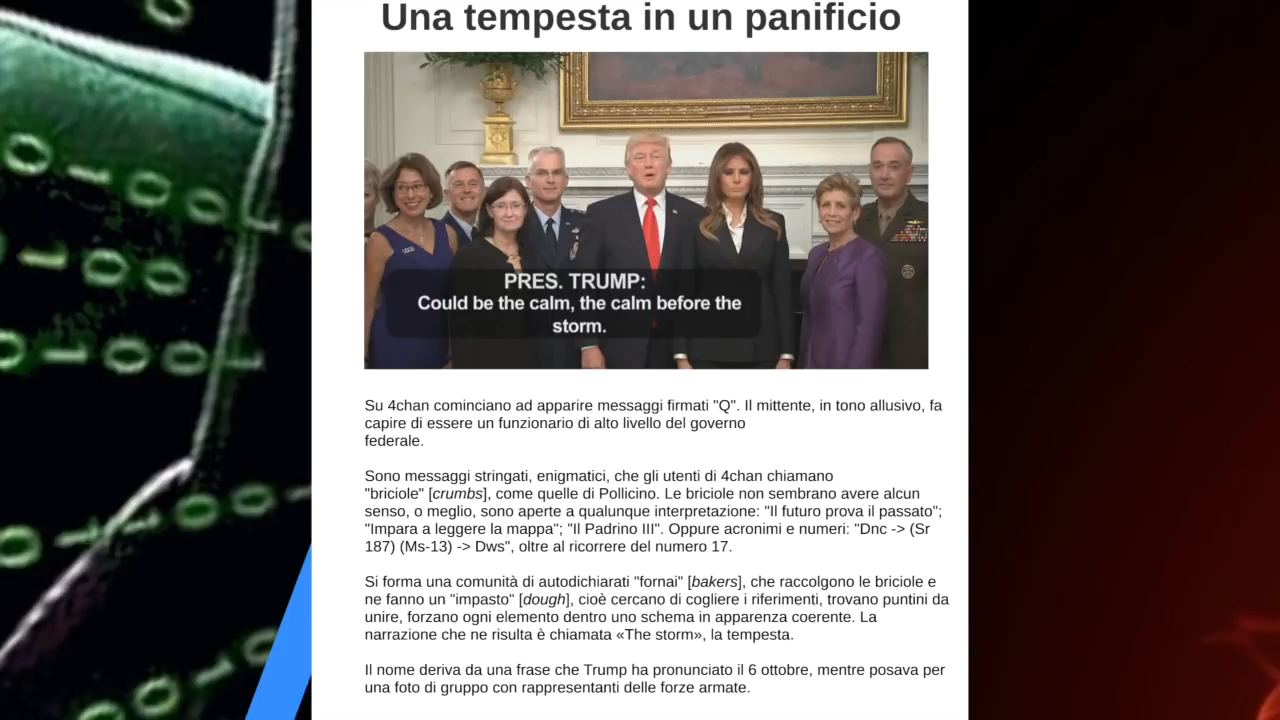 Una tempesta in un panificio
PRES. TRUMP:
Could be the calm, the calm before the
storm.
Su 4chan cominciano ad apparire messaggi firmati "Q". Il mittente, in tono allusivo, fa
capire di essere un funzionario di alto livello del governo
federale.
Sono messaggi stringati, enigmatici, che gli utenti di 4chan chiamano
"briciole" [crumbs], come quelle di Pollicino. Le briciole non sembrano avere alcun
senso, o meglio, sono aperte a qualunque interpretazione: "Il futuro prova il passato";
"Impara a leggere la mappa"; "Il Padrino III". Oppure acronimi e numeri: "Dnc -> (Sr
187) (Ms-13) -> Dws", oltre al ricorrere del numero 17.
Si forma una comunità di autodichiarati "fornai" [bakers], che raccolgono le briciole e
ne fanno un "impasto" [dough], cioè cercano di cogliere i riferimenti, trovano puntini da
unire, forzano ogni elemento dentro uno schema in apparenza coerente. La
narrazione che ne risulta è chiamata «The storm», la tempesta.
Il nome deriva da una frase che Trump ha pronunciato il 6 ottobre, mentre posava per
una foto di gruppo con rappresentanti delle forze armate.